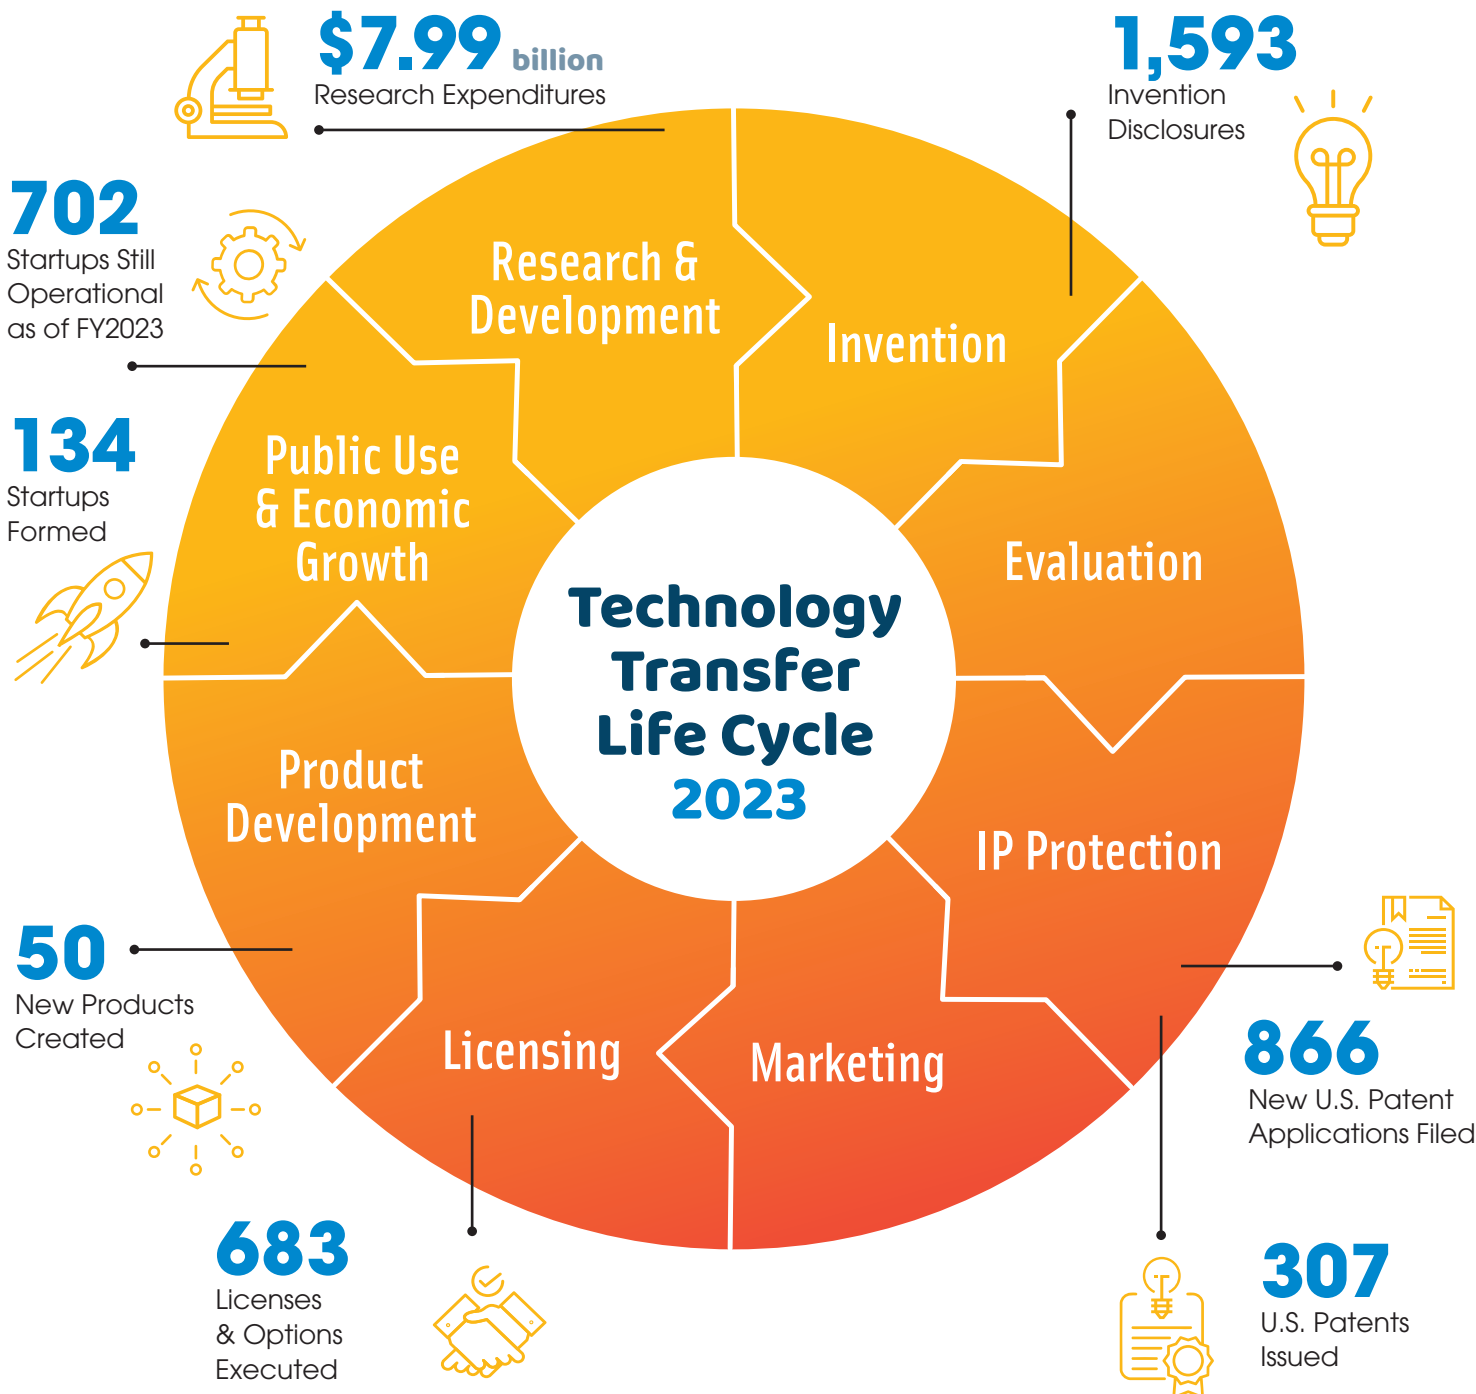 $7.99 billion
Research Expenditures
1,593
Invention
Disclosures
702
Startups Still
Operational
as of FY2023
134
Startups
Formed
Research &
Development
Invention
Public Use
& Economic
Growth
Evaluation
Technology
Transfer
Life Cycle
2023
Product
Development
IP Protection
Licensing
Marketing
50
New Products
Created
866
New U.S. Patent
Applications Filed
683
Licenses
& Options
Executed
307
U.S. Patents
Issued